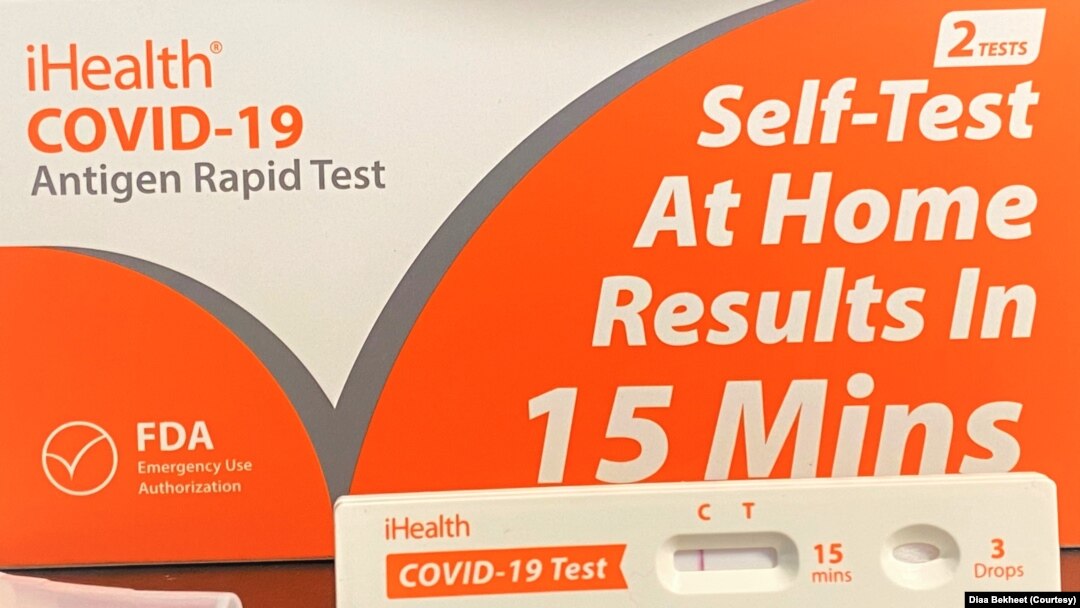 iHealth®
COVID-19
Antigen Rapid Test
2 TESTS
Self-Test
At Home
Results In
15 Mins
FDA
Emergency Use
Authorization
iHealth
COVID-19 Test
C T
15
mins
3
Drops
Diaa Bekheet (Courtesy)